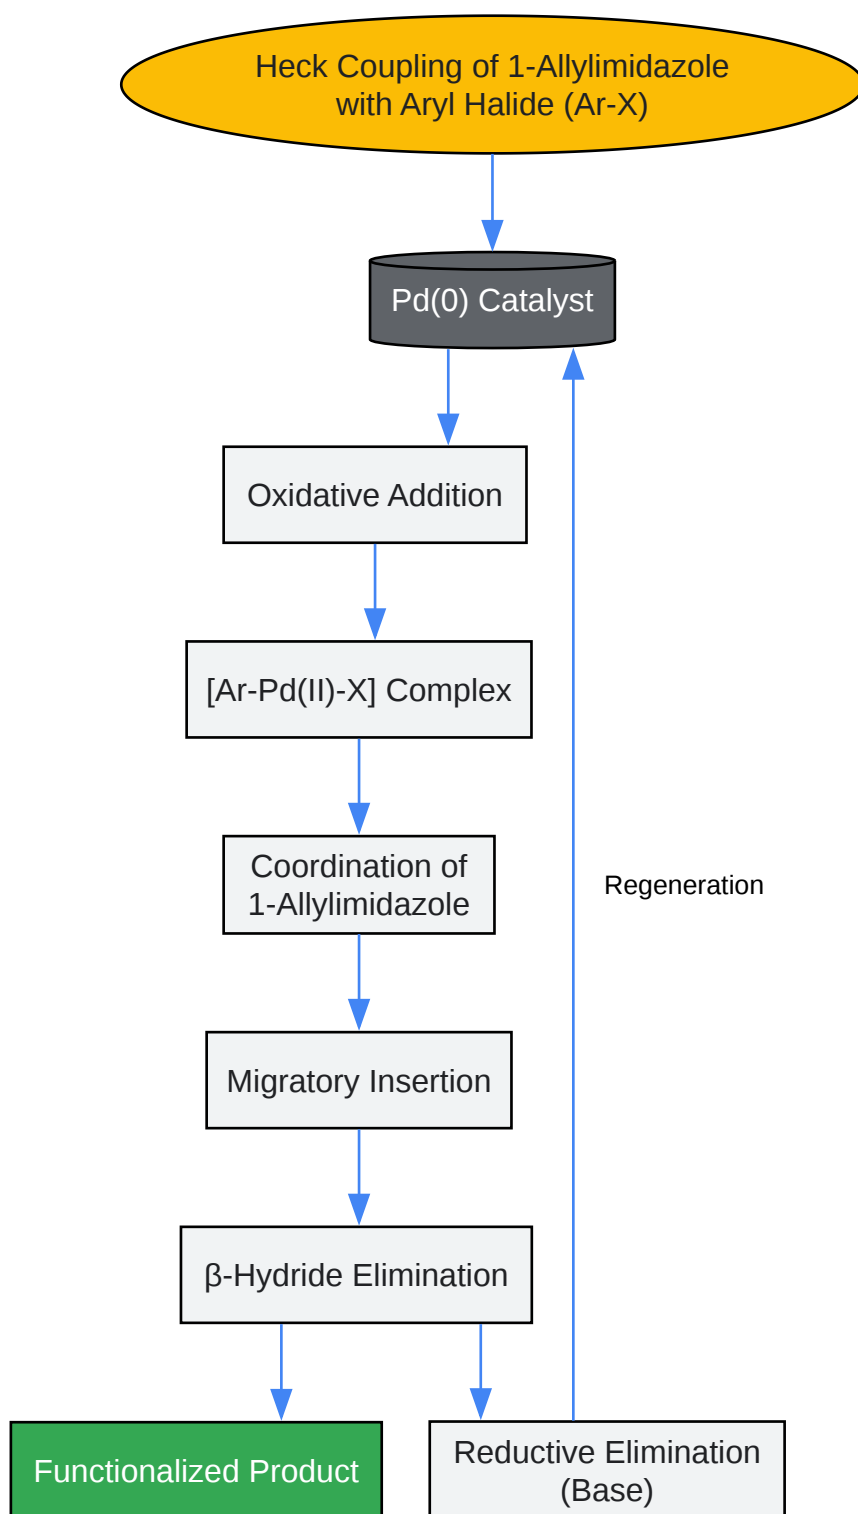 Heck Coupling of 1-Allylimidazole
with Aryl Halide (Ar-X)
Pd(0) Catalyst
Oxidative Addition
[Ar-Pd(II)-X] Complex
Coordination of
1-Allylimidazole
Regeneration
Migratory Insertion
β-Hydride Elimination
Functionalized Product
Reductive Elimination
(Base)